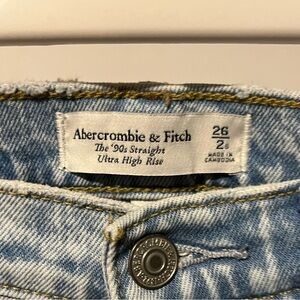 Abercrombie & Fitch
The '90s Straight
Ultra High Rise
26
2S
MADE IN
CAMBODIA